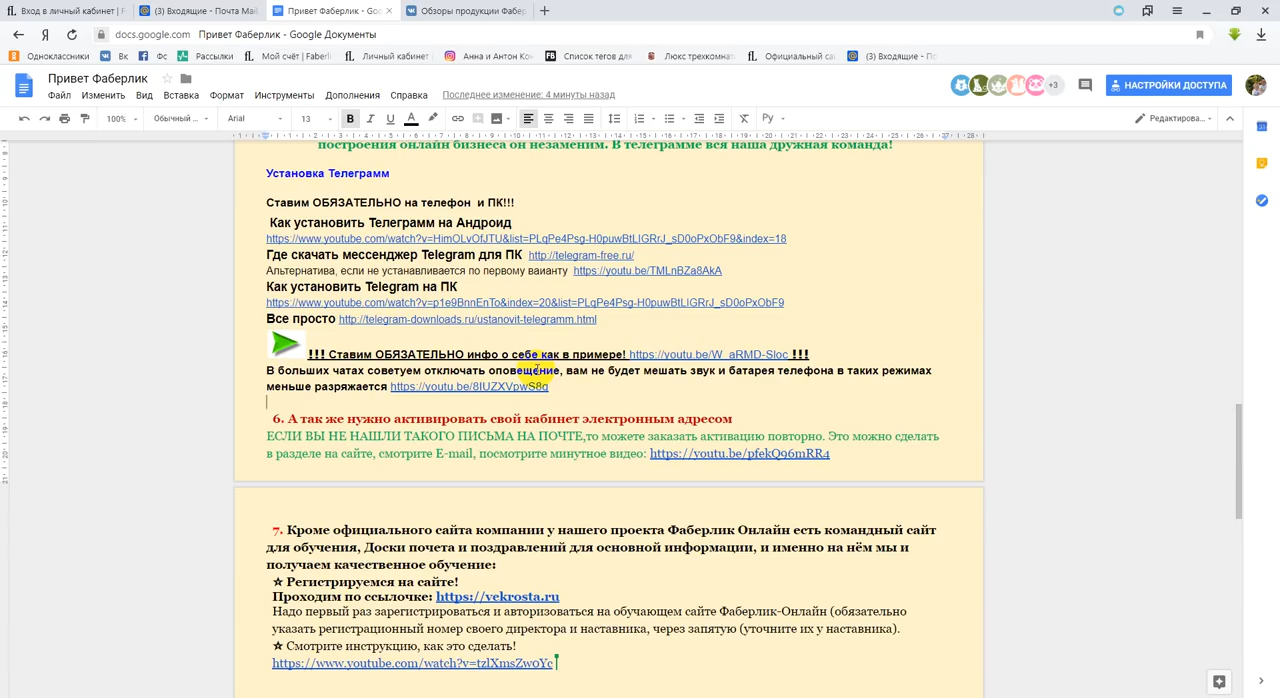 Вход в личный кабинет | F
(3) Входящие - Почта Mail.
Привет Фаберлик - Goo
Обзоры продукции Фабер
docs.google.com Привет Фаберлик - Google Документы
Одноклассники Вк Фс Рассылки Мой счёт | Faberli Личный кабинет Анна и Антон Кон Список тегов для Люкс трехкомнат Официальный са (3) Входящие - По
Привет Фаберлик
Файл Изменить Вид Вставка Формат Инструменты Дополнения Справка Последнее изменение: 4 минуты назад
+3
НАСТРОЙКИ ДОСТУПА
100% Обычный ... Arial 13 B I U A Ру Редактирова...
построения онлайн бизнеса он незаменим. В телеграмме вся наша дружная команда!
Установка Телеграмм
Ставим ОБЯЗАТЕЛЬНО на телефон и ПК!!!
Как установить Телеграмм на Андроид
https://www.youtube.com/watch?v=HimOLvOfJTU&list=PLqPe4Psg-H0puwBtLIGRrJ_sD0oPxObF9&index=18
Где скачать мессенджер Telegram для ПК http://telegram-free.ru/
Альтернатива, если не устанавливается по первому ваианту https://youtu.be/TMLnBZa8AkA
Как установить Telegram на ПК
https://www.youtube.com/watch?v=p1e9BnnEnTo&index=20&list=PLqPe4Psg-H0puwBtLIGRrJ_sD0oPxObF9
Все просто http://telegram-downloads.ru/ustanovit-telegramm.html
!!! Ставим ОБЯЗАТЕЛЬНО инфо о себе как в примере! https://youtu.be/W_aRMD-Sloc !!!
В больших чатах советуем отключать оповещение, вам не будет мешать звук и батарея телефона в таких режимах
меньше разряжается https://youtu.be/8IUZXVpwS8g
6. А так же нужно активировать свой кабинет электронным адресом
ЕСЛИ ВЫ НЕ НАШЛИ ТАКОГО ПИСЬМА НА ПОЧТЕ,то можете заказать активацию повторно. Это можно сделать
в разделе на сайте, смотрите E-mail, посмотрите минутное видео: https://youtu.be/pfekQ96mRR4
7. Кроме официального сайта компании у нашего проекта Фаберлик Онлайн есть командный сайт
для обучения, Доски почета и поздравлений для основной информации, и именно на нём мы и
получаем качественное обучение:
☆ Регистрируемся на сайте!
Проходим по ссылочке: https://vekrosta.ru
Надо первый раз зарегистрироваться и авторизоваться на обучающем сайте Фаберлик-Онлайн (обязательно
указать регистрационный номер своего директора и наставника, через запятую (уточните их у наставника).
☆ Смотрите инструкцию, как это сделать!
https://www.youtube.com/watch?v=tzlXmsZw0Yc